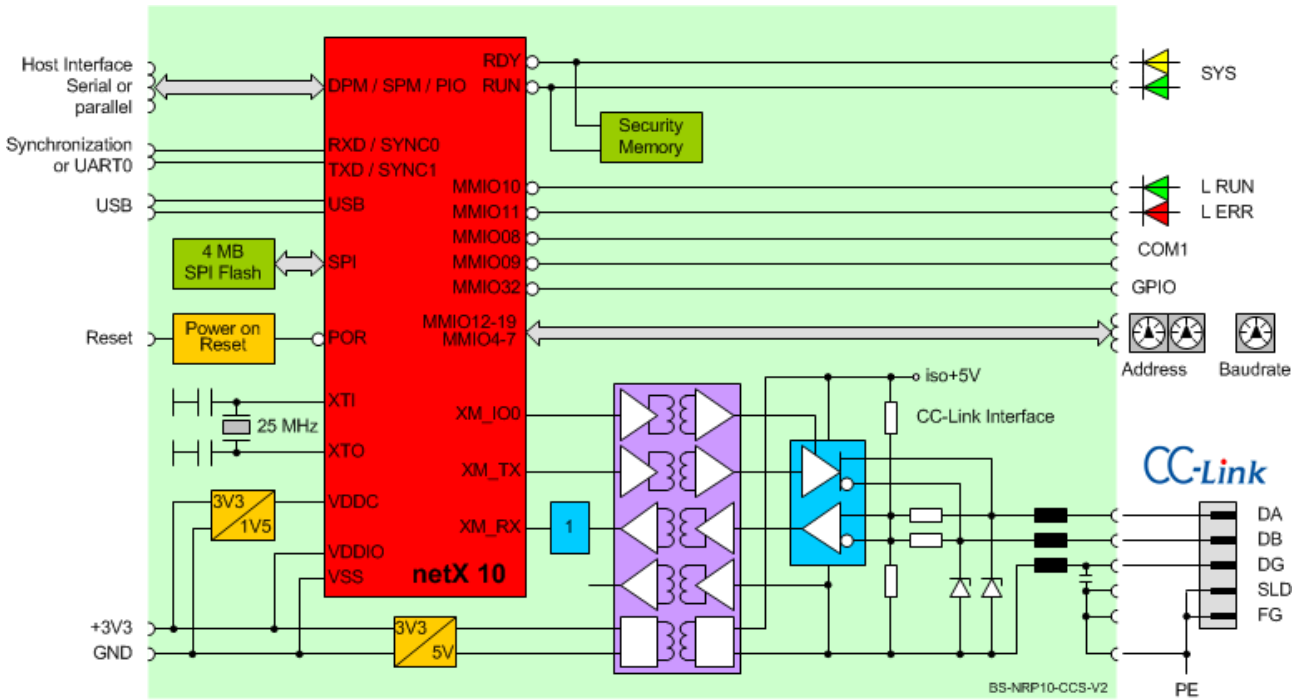 Host Interface
Serial or
parallel
Synchronization
or UART0
USB
Reset
+3V3
GND
4 MB
SPI Flash
Power on
Reset
25 MHz
3V3
1V5
DPM / SPM / PIO
RXD / SYNC0
TXD / SYNC1
USB
SPI
POR
XTI
XTO
VDDC
VDDIO
VSS
RDY
RUN
MMIO10
MMIO11
MMIO08
MMIO09
MMIO32
MMIO12-19
MMIO4-7
XM_IO0
XM_TX
XM_RX
netX 10
Security
Memory
1
3V3
5V
iso+5V
CC-Link Interface
SYS
L RUN
L ERR
COM1
GPIO
Address
Baudrate
CC-Link
DA
DB
DG
SLD
FG
PE
BS-NRP10-CCS-V2